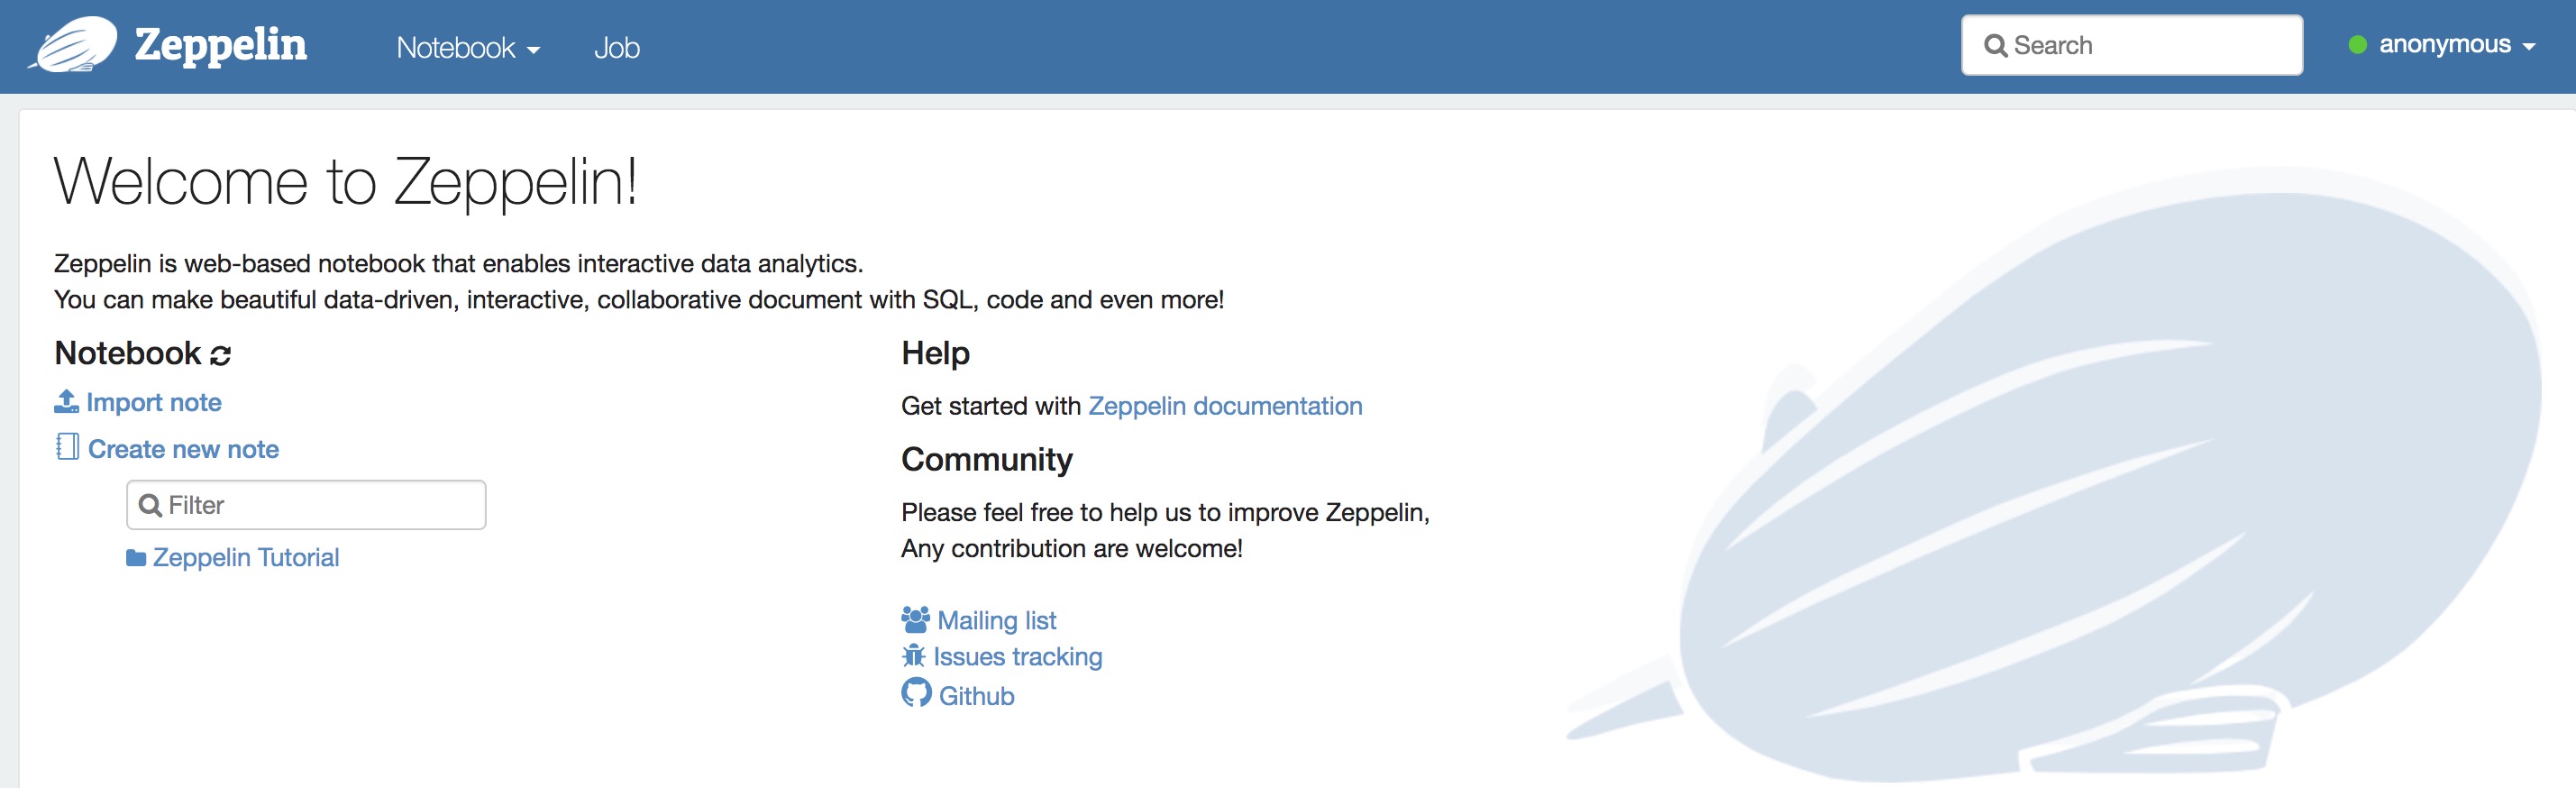 Zeppelin
Notebook
Job
Search
anonymous
Welcome to Zeppelin!
Zeppelin is web-based notebook that enables interactive data analytics.
You can make beautiful data-driven, interactive, collaborative document with SQL, code and even more!
Notebook
Import note
Create new note
Filter
Zeppelin Tutorial
Help
Get started with Zeppelin documentation
Community
Please feel free to help us to improve Zeppelin,
Any contribution are welcome!
Mailing list
Issues tracking
Github